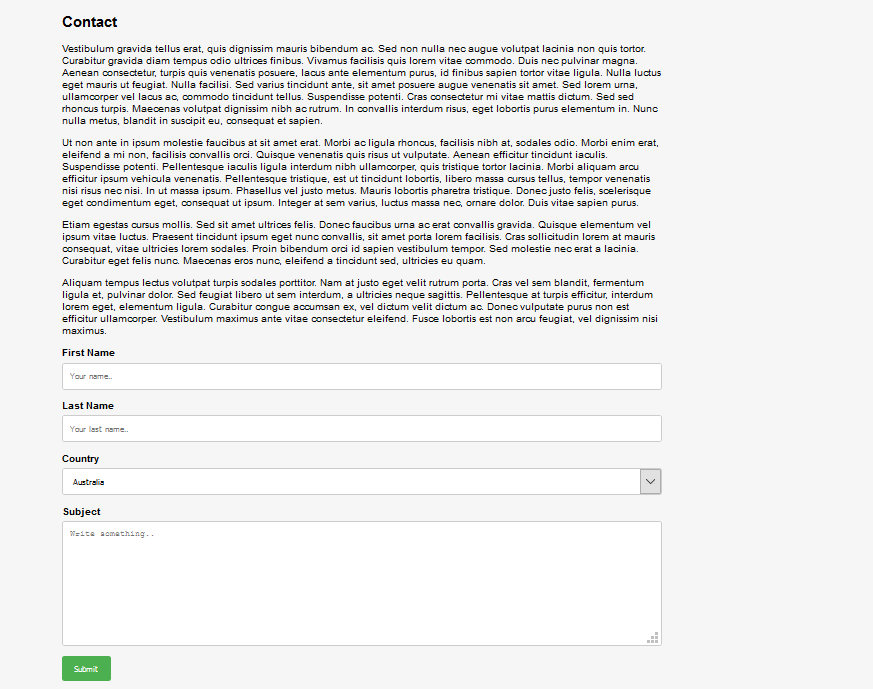 Contact
Vestibulum gravida tellus erat, quis dignissim mauris bibendum ac. Sed non nulla nec augue volutpat lacinia non quis tortor.
Curabitur gravida diam tempus odio ultrices finibus. Vivamus facilisis quis lorem vitae commodo. Duis nec pulvinar magna.
Aenean consectetur, turpis quis venenatis posuere, lacus ante elementum purus, id finibus sapien tortor vitae ligula. Nulla luctus
eget mauris ut feugiat. Nulla facilisi. Sed varius tincidunt ante, sit amet posuere augue venenatis sit amet. Sed lorem urna,
ullamcorper vel lacus ac, commodo tincidunt tellus. Suspendisse potenti. Cras consectetur mi vitae mattis dictum. Sed sed
rhoncus turpis. Maecenas volutpat dignissim nibh ac rutrum. In convallis interdum risus, eget lobortis purus elementum in. Nunc
nulla metus, blandit in suscipit eu, consequat et sapien.
Ut non ante in ipsum molestie faucibus at sit amet erat. Morbi ac ligula rhoncus, facilisis nibh at, sodales odio. Morbi enim erat,
eleifend a mi non, facilisis convallis orci. Quisque venenatis quis risus ut vulputate. Aenean efficitur tincidunt iaculis.
Suspendisse potenti. Pellentesque iaculis ligula interdum nibh ullamcorper, quis tristique tortor lacinia. Morbi aliquam arcu
efficitur ipsum vehicula venenatis. Pellentesque tristique, est ut tincidunt lobortis, libero massa cursus tellus, tempor venenatis
nisi risus nec nisi. In ut massa ipsum. Phasellus vel justo metus. Mauris lobortis pharetra tristique. Donec justo felis, scelerisque
eget condimentum eget, consequat ut ipsum. Integer at sem varius, luctus massa nec, ornare dolor. Duis vitae sapien purus.
Etiam egestas cursus mollis. Sed sit amet ultrices felis. Donec faucibus urna ac erat convallis gravida. Quisque elementum vel
ipsum vitae luctus. Praesent tincidunt ipsum eget nunc convallis, sit amet porta lorem facilisis. Cras sollicitudin lorem at mauris
consequat, vitae ultricies lorem sodales. Proin bibendum orci id sapien vestibulum tempor. Sed molestie nec erat a lacinia.
Curabitur eget felis nunc. Maecenas eros nunc, eleifend a tincidunt sed, ultricies eu quam.
Aliquam tempus lectus volutpat turpis sodales porttitor. Nam at justo eget velit rutrum porta. Cras vel sem blandit, fermentum
ligula et, pulvinar dolor. Sed feugiat libero ut sem interdum, a ultricies neque sagittis. Pellentesque at turpis efficitur, interdum
lorem eget, elementum ligula. Curabitur congue accumsan ex, vel dictum velit dictum ac. Donec vulputate purus non est
efficitur ullamcorper. Vestibulum maximus ante vitae consectetur eleifend. Fusce lobortis est non arcu feugiat, vel dignissim nisi
maximus.
First Name
Your name..
Last Name
Your last name..
Country
Australia
Subject
Write something..
Submit